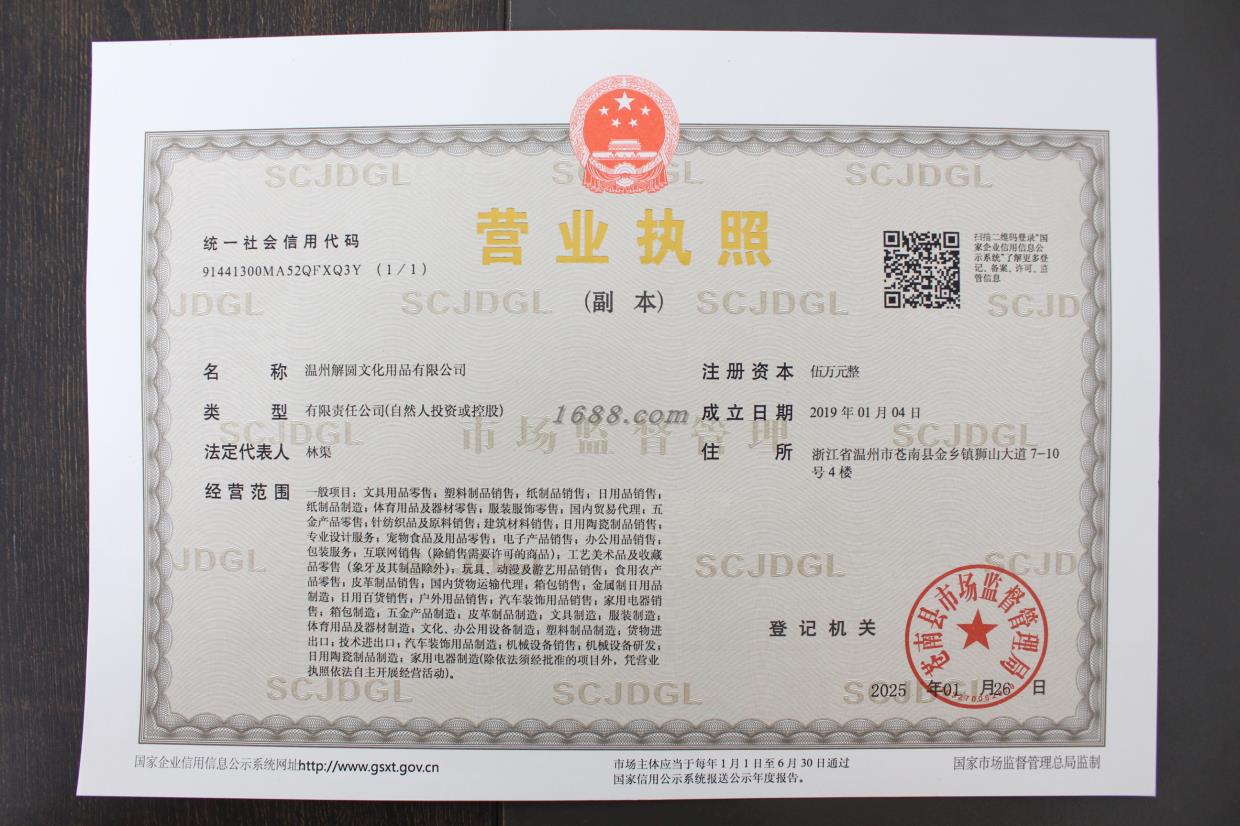 统一社会信用代码
91441300MA52QFXQ3Y (1/1)
营业执照
(副 本)
扫描二维码登录"国
家企业信用信息公
示系统"了解更多登
记、备案、许可、监
管信息
名 称 温州解圆文化用品有限公司
类 型 有限责任公司(自然人投资或控股)
法定代表人 林渠
经营范围 一般项目：文具用品零售；塑料制品销售；纸制品销售；日用品销售；
纸制品制造；体育用品及器材零售；服装服饰零售；国内贸易代理；五
金产品零售；针纺织品及原料销售；建筑材料销售；日用陶瓷制品销售；
专业设计服务；宠物食品及用品零售；电子产品销售；办公用品销售；
包装服务；互联网销售（除销售需要许可的商品）；工艺美术品及收藏
品零售（象牙及其制品除外）；玩具、动漫及游艺用品销售；食用农产
品零售；皮革制品销售；国内货物运输代理；箱包销售；金属制日用品
制造；日用百货销售；户外用品销售；汽车装饰用品销售；家用电器销
售；箱包制造；五金产品制造；皮革制品制造；文具制造；服装制造；
体育用品及器材制造；文化、办公用设备制造；塑料制品制造；货物进
出口；技术进出口；汽车装饰用品制造；机械设备销售；机械设备研发；
日用陶瓷制品制造；家用电器制造(除依法须经批准的项目外，凭营业
执照依法自主开展经营活动)。
注册资本 伍万元整
成立日期 2019 年 01 月 04 日
住 所 浙江省温州市苍南县金乡镇狮山大道 7-10
号 4 楼
1688.com
市场监督管理
SCJDGL
登记机关
苍南县市场监督管理局
2025 年01 月26 日
国家企业信用信息公示系统网址http://www.gsxt.gov.cn
市场主体应当于每年 1 月 1 日至 6 月 30 日通过
国家信用公示系统报送公示年度报告。
国家市场监督管理总局监制